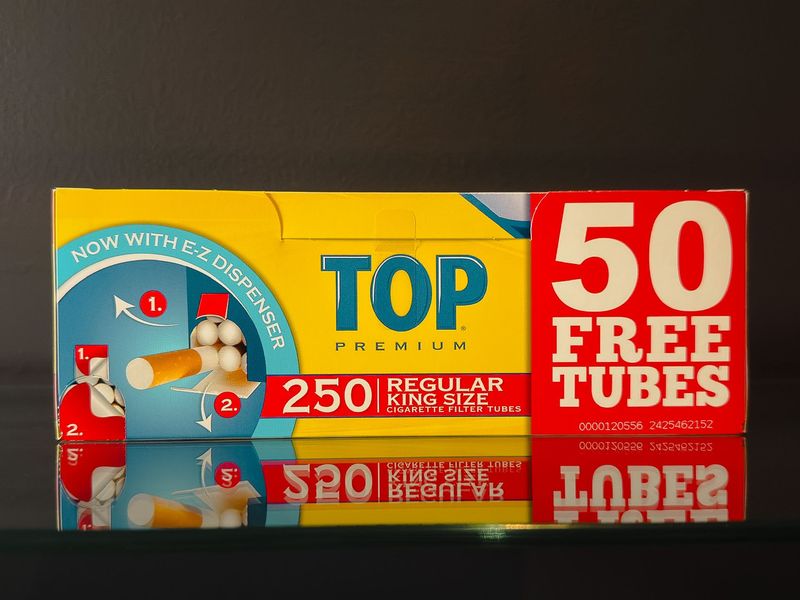 NOW WITH E-Z DISPENSER
1.
2.
1.
2.
TOP®
PREMIUM
250
REGULAR
KING SIZE
CIGARETTE FILTER TUBES
50
FREE
TUBES
0000120556 2425462152